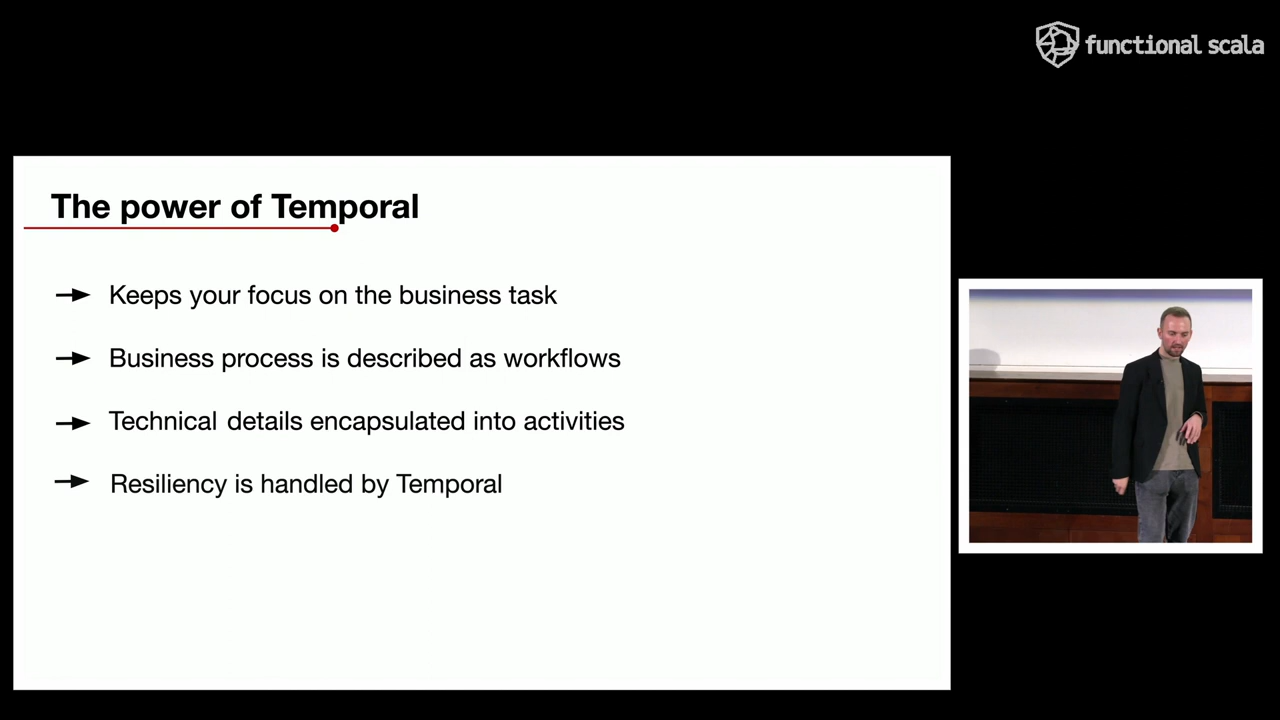 functional scala
The power of Temporal
Keeps your focus on the business task
Business process is described as workflows
Technical details encapsulated into activities
Resiliency is handled by Temporal